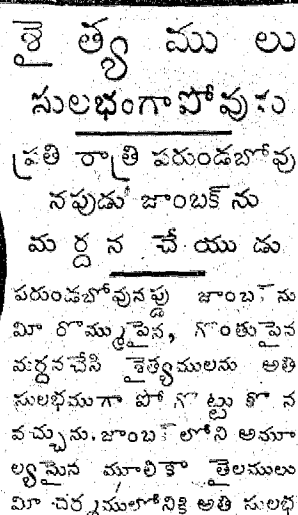 శైత్యములు
సులభంగాపోవును
ప్రతి రాత్రి పరుండబోవు
నపుడు జాంబక్ ను
మర్దన చేయుడు
పరుండబోవునప్డు జాంబక్ ను
మీ రొమ్ముపైన, గొంతుపైన
మర్దనచేసి శైత్యములను అతి
సులభముగా పోగొట్టుకొన
వచ్చును. జాంబక్ లోని అమూ
ల్యమైన మూలికా తైలములు
మీ చర్మములోనికి అతి సులభ